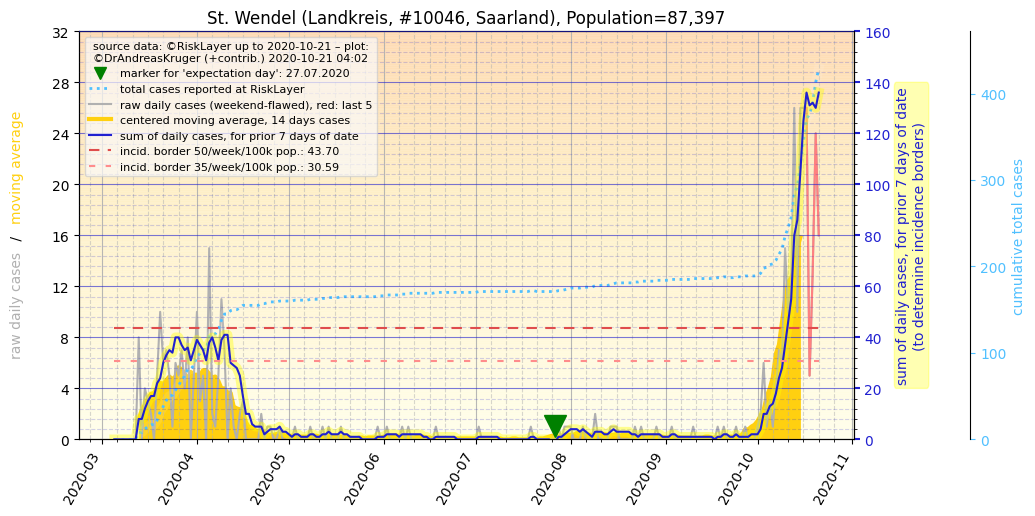 St. Wendel (Landkreis, #10046, Saarland), Population=87,397
source data: ©RiskLayer up to 2020-10-21 – plot:
©DrAndreasKruger (+contrib.) 2020-10-21 04:02
marker for 'expectation day': 27.07.2020
total cases reported at RiskLayer
raw daily cases (weekend-flawed), red: last 5
centered moving average, 14 days cases
sum of daily cases, for prior 7 days of date
incid. border 50/week/100k pop.: 43.70
incid. border 35/week/100k pop.: 30.59
raw daily cases / moving average
32
28
24
20
16
12
8
4
0
160
140
120
100
80
60
40
20
0
sum of daily cases, for prior 7 days of date
(to determine incidence borders)
400
300
200
100
0
cumulative total cases
2020-03
2020-04
2020-05
2020-06
2020-07
2020-08
2020-09
2020-10
2020-11